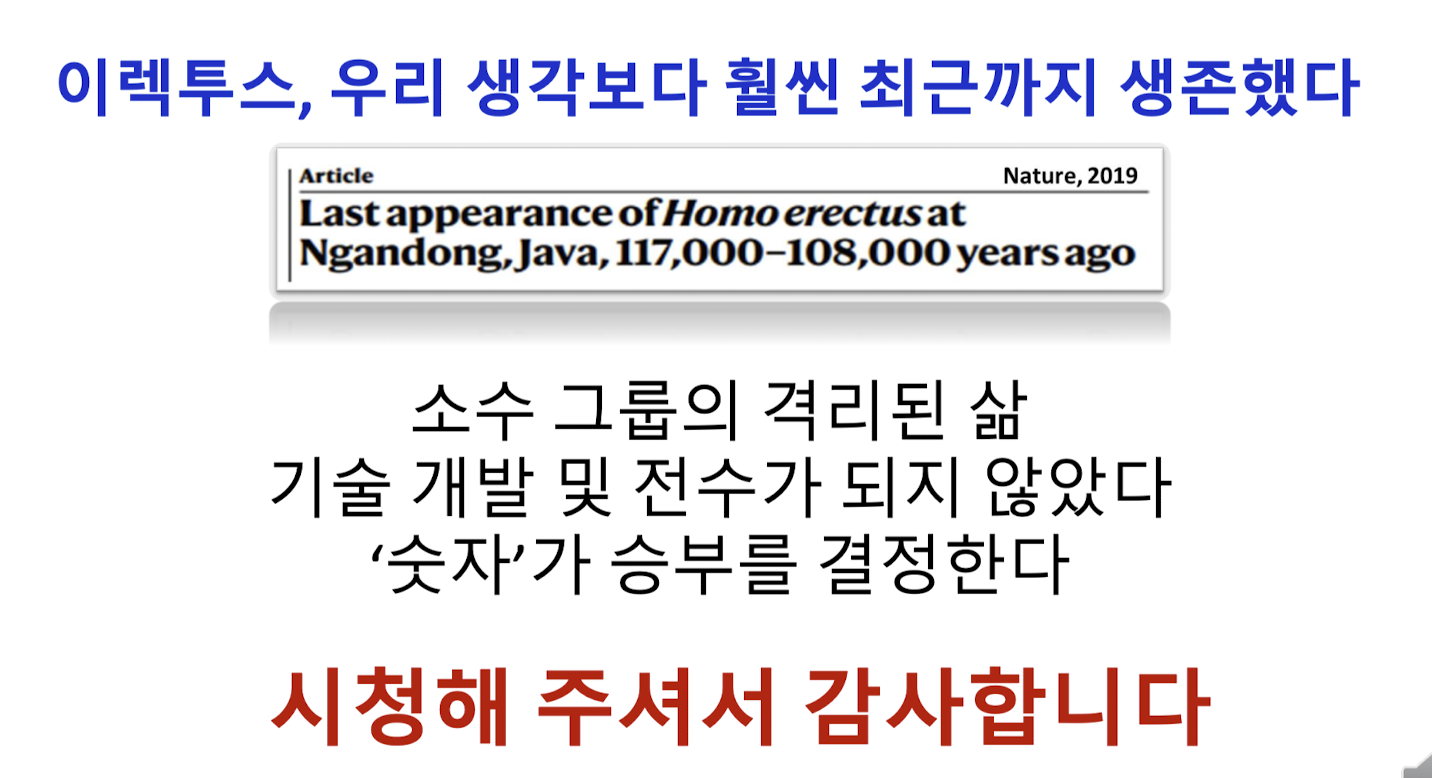 이렉투스, 우리 생각보다 훨씬 최근까지 생존했다
Article
Nature, 2019
Last appearance of Homo erectus at
Ngandong, Java, 117,000–108,000 years ago
소수 그룹의 격리된 삶
기술 개발 및 전수가 되지 않았다
‘숫자’가 승부를 결정한다
시청해 주셔서 감사합니다